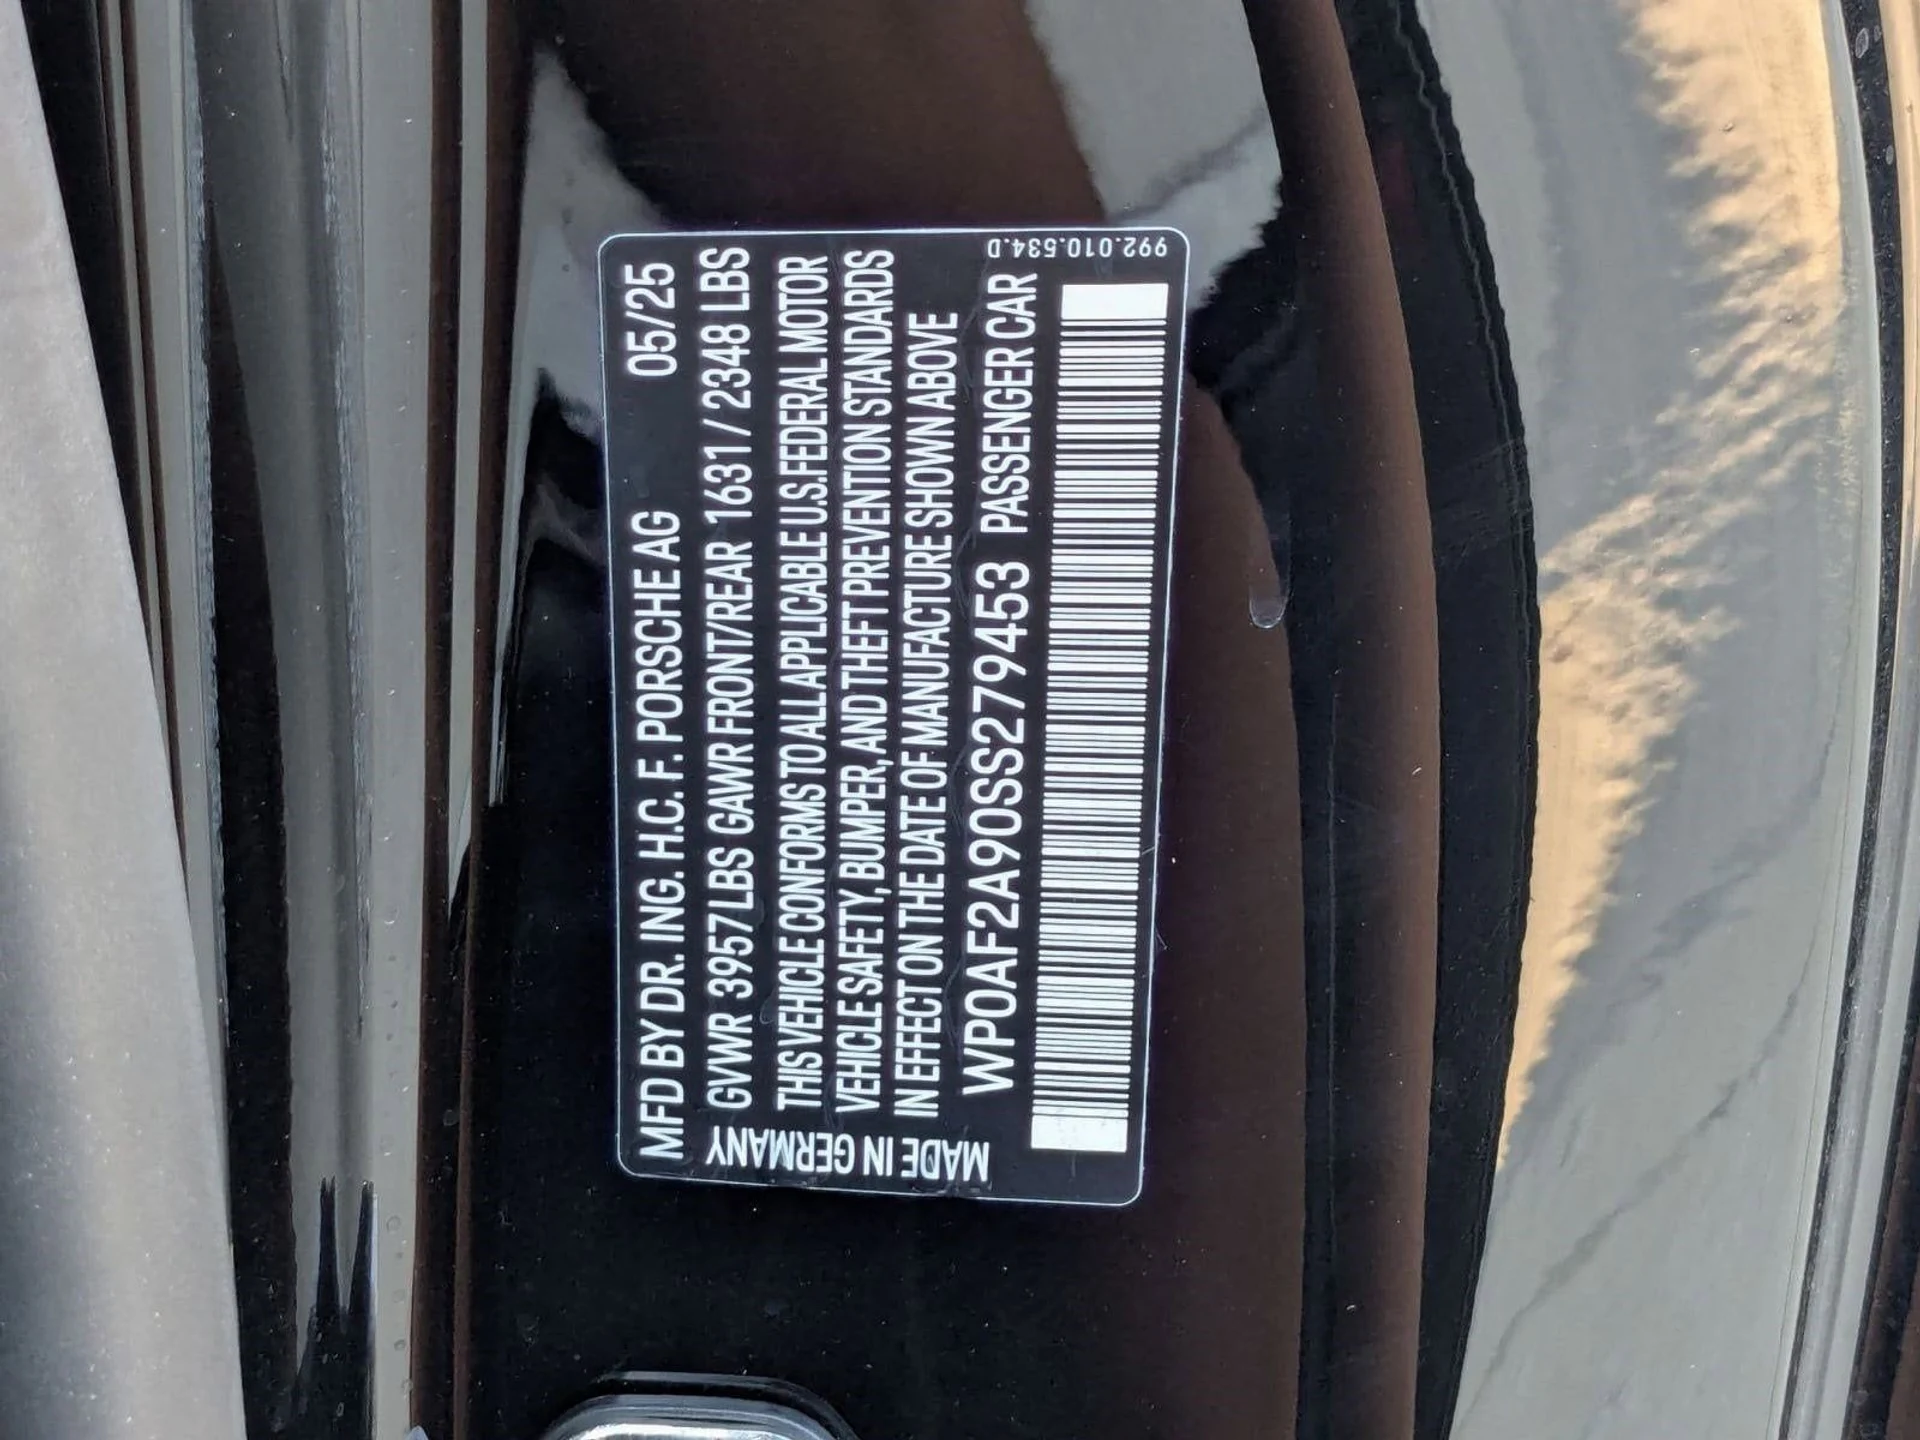 MFD BY DR. ING. H.C. F. PORSCHE AG 05/25
GVWR 3957LBS GAWR FRONT/REAR 1631 / 2348 LBS
THIS VEHICLE CONFORMS TO ALL APPLICABLE U.S. FEDERAL MOTOR
VEHICLE SAFETY, BUMPER, AND THEFT PREVENTION STANDARDS
IN EFFECT ON THE DATE OF MANUFACTURE SHOWN ABOVE
WP0AF2A90SS279453 PASSENGER CAR
MADE IN GERMANY
992.010.534.D